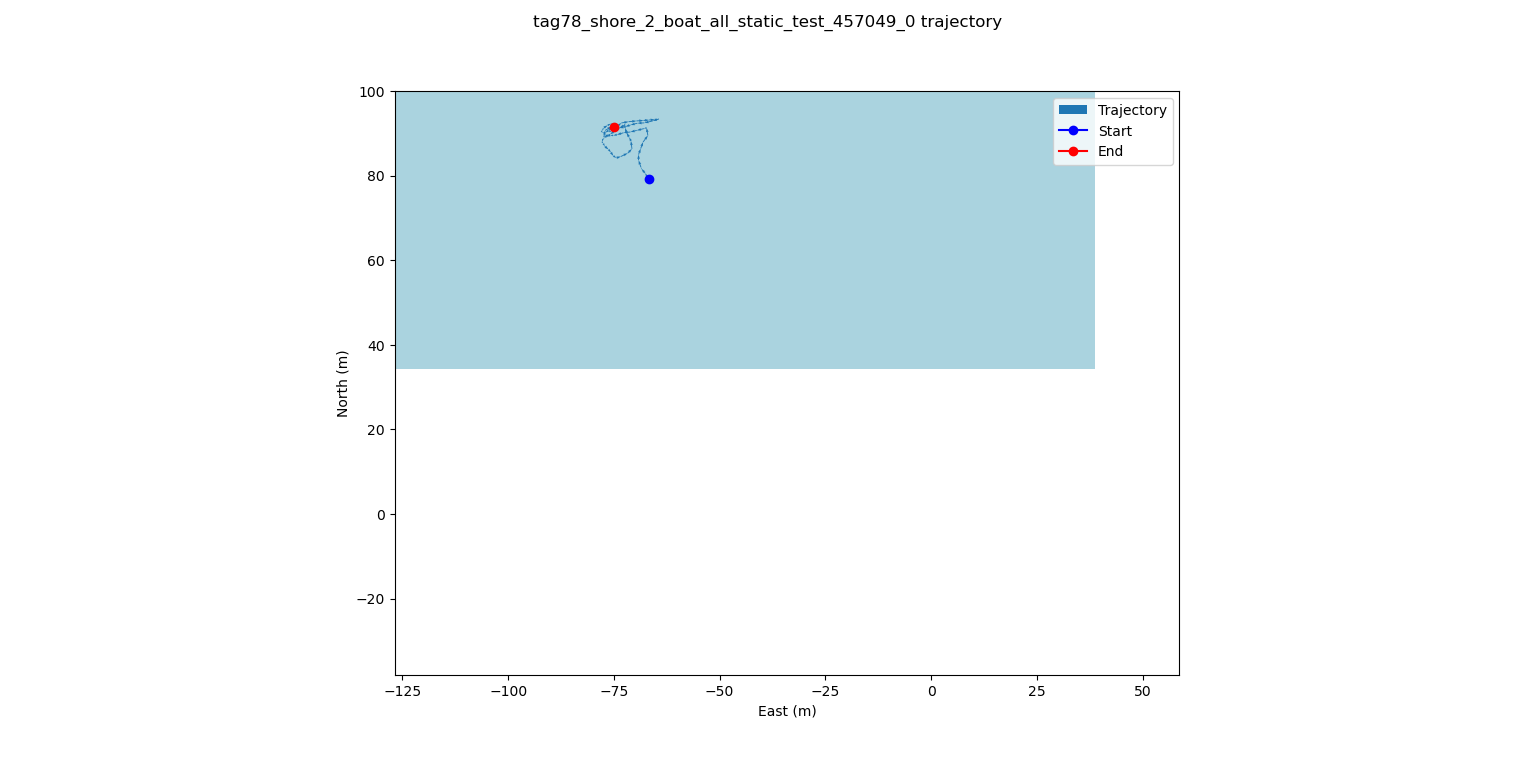 tag78_shore_2_boat_all_static_test_457049_0 trajectory
100
80
60
40
20
0
−20
North (m)
Trajectory
Start
End
−125
−100
−75
−50
−25
0
25
50
East (m)